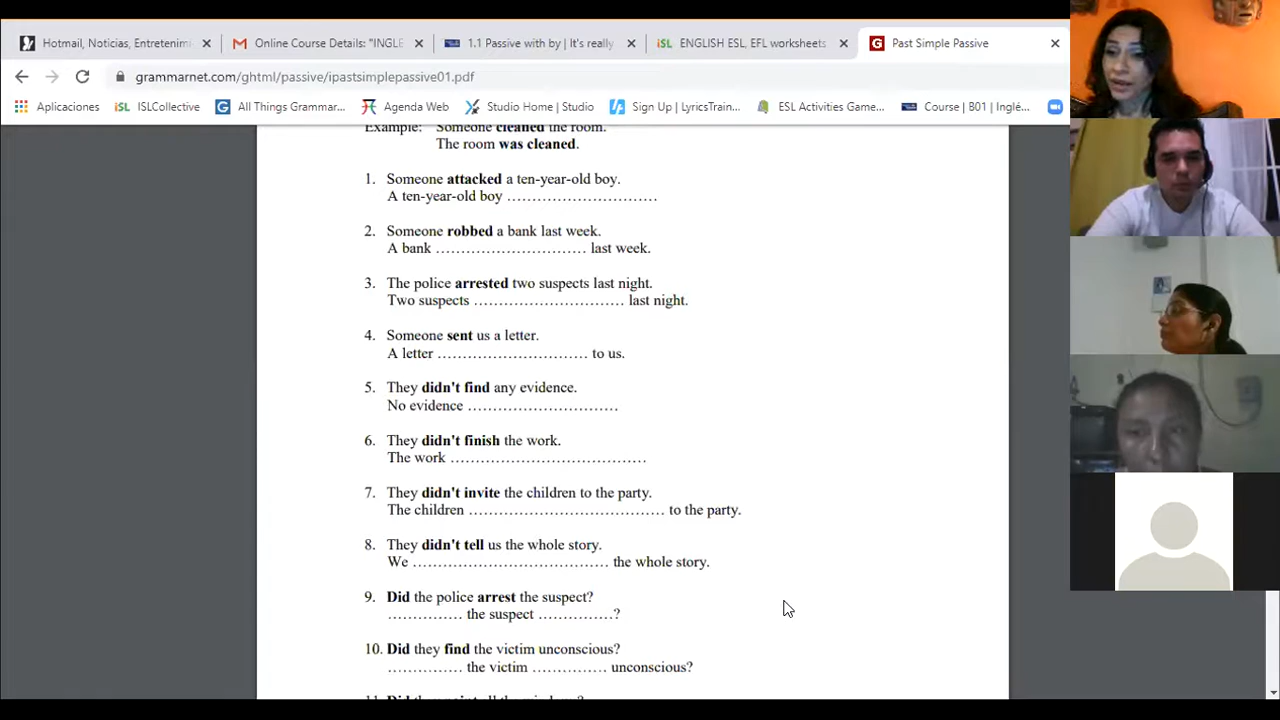 Hotmail, Noticias, Entretenimi
Online Course Details: "INGLE
1.1 Passive with by | It's really
ENGLISH ESL, EFL worksheets
Past Simple Passive
grammarnet.com/ghtml/passive/ipastsimplepassive01.pdf
Aplicaciones
ISLCollective
All Things Grammar...
Agenda Web
Studio Home | Studio
Sign Up | LyricsTrain...
ESL Activities Game...
Course | B01 | Inglé...
Example: Someone cleaned the room.
The room was cleaned.
1. Someone attacked a ten-year-old boy.
A ten-year-old boy …………………………
2. Someone robbed a bank last week.
A bank ………………………… last week.
3. The police arrested two suspects last night.
Two suspects ………………………… last night.
4. Someone sent us a letter.
A letter ………………………… to us.
5. They didn't find any evidence.
No evidence …………………………
6. They didn't finish the work.
The work …………………………………
7. They didn't invite the children to the party.
The children ………………………………… to the party.
8. They didn't tell us the whole story.
We ………………………………… the whole story.
9. Did the police arrest the suspect?
………….. the suspect …………...?
10. Did they find the victim unconscious?
………….. the victim ………….. unconscious?